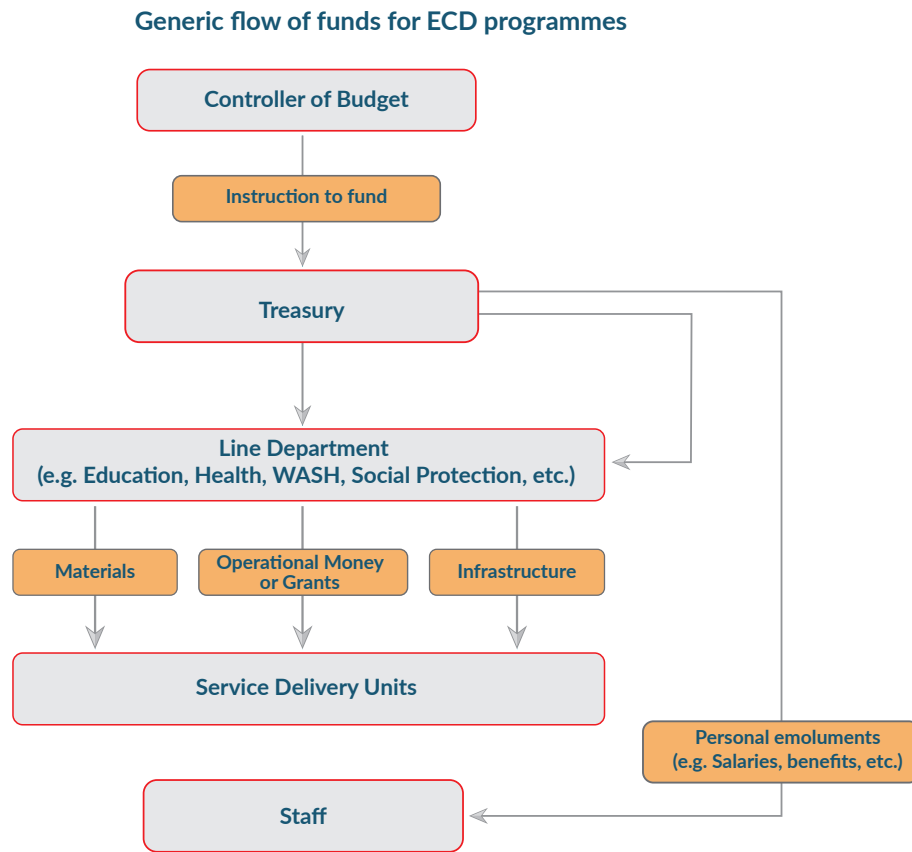 Generic flow of funds for ECD programmes
Controller of Budget
Instruction to fund
Treasury
Line Department
(e.g. Education, Health, WASH, Social Protection, etc.)
Materials
Operational Money
or Grants
Infrastructure
Service Delivery Units
Personal emoluments
(e.g. Salaries, benefits, etc.)
Staff